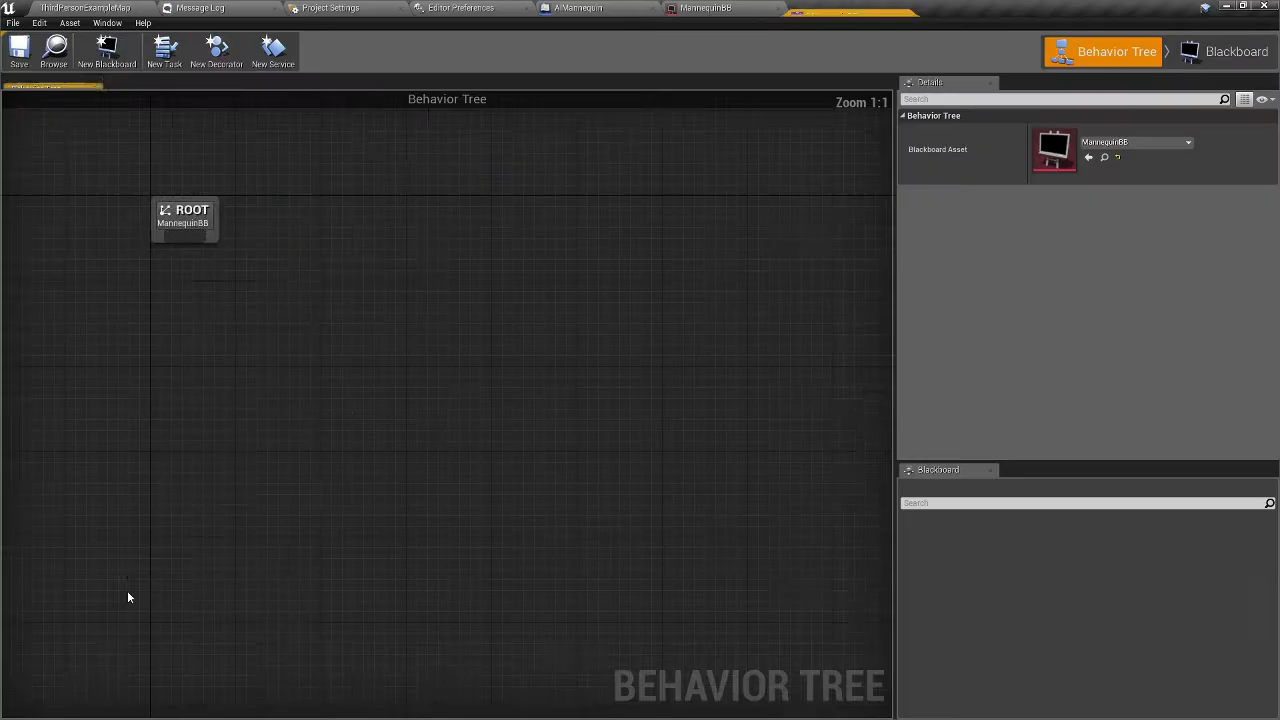 ThirdPersonExampleMap
Message Log
Project Settings
Editor Preferences
AIMannequin
MannequinBB
File
Edit
Asset
Window
Help
Save
Browse
New Blackboard
New Task
New Decorator
New Service
Behavior Tree
Blackboard
Behavior Tree
Zoom 1:1
ROOT
MannequinBB
BEHAVIOR TREE
Details
Search
Behavior Tree
Blackboard Asset
MannequinBB
Blackboard
Search